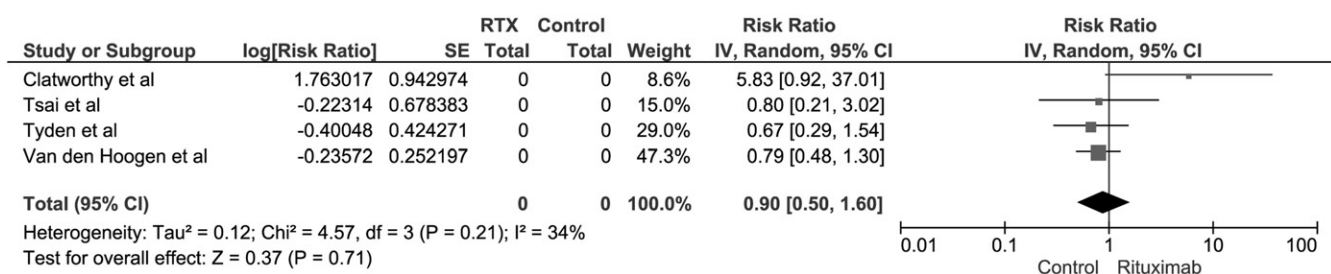 RTX Control Risk Ratio Risk Ratio
Study or Subgroup log[Risk Ratio] SE Total Total Weight IV, Random, 95% CI IV, Random, 95% CI
Clatworthy et al 1.763017 0.942974 0 0 8.6% 5.83 [0.92, 37.01]
Tsai et al -0.22314 0.678383 0 0 15.0% 0.80 [0.21, 3.02]
Tyden et al -0.40048 0.424271 0 0 29.0% 0.67 [0.29, 1.54]
Van den Hoogen et al -0.23572 0.252197 0 0 47.3% 0.79 [0.48, 1.30]
Total (95% CI) 0 0 100.0% 0.90 [0.50, 1.60]
Heterogeneity: Tau² = 0.12; Chi² = 4.57, df = 3 (P = 0.21); I² = 34%
Test for overall effect: Z = 0.37 (P = 0.71)
0.01 0.1 1 10 100
Control Rituximab